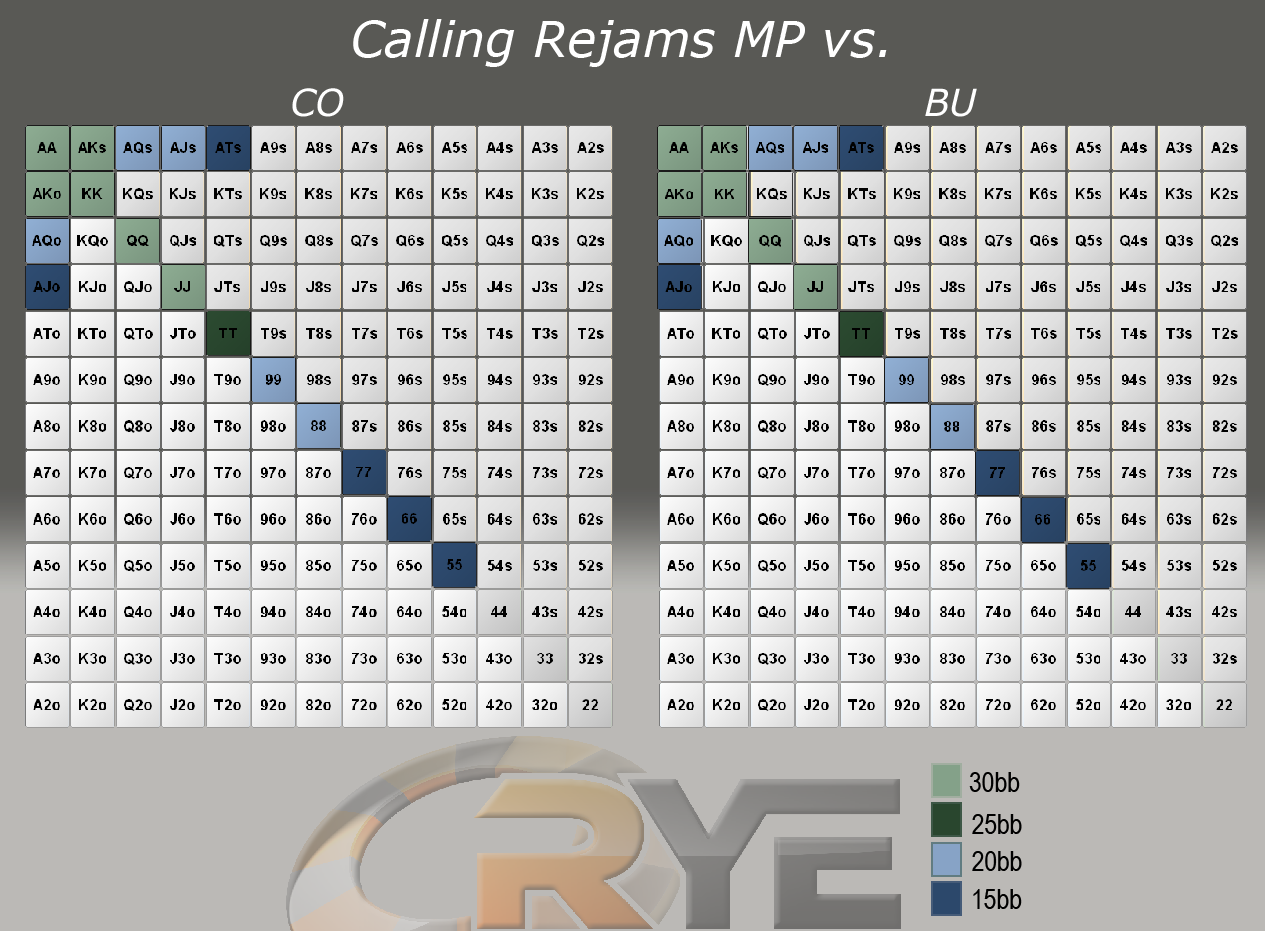 Calling Rejams MP vs.
CO BU
AA AKs AQs AJs ATs A9s A8s A7s A6s A5s A4s A3s A2s AA AKs AQs AJs ATs A9s A8s A7s A6s A5s A4s A3s A2s
AKo KK KQs KJs KTs K9s K8s K7s K6s K5s K4s K3s K2s AKo KK KQs KJs KTs K9s K8s K7s K6s K5s K4s K3s K2s
AQo KQo QQ QJs QTs Q9s Q8s Q7s Q6s Q5s Q4s Q3s Q2s AQo KQo QQ QJs QTs Q9s Q8s Q7s Q6s Q5s Q4s Q3s Q2s
AJo KJo QJo JJ JTs J9s J8s J7s J6s J5s J4s J3s J2s AJo KJo QJo JJ JTs J9s J8s J7s J6s J5s J4s J3s J2s
ATo KTo QTo JTo TT T9s T8s T7s T6s T5s T4s T3s T2s ATo KTo QTo JTo TT T9s T8s T7s T6s T5s T4s T3s T2s
A9o K9o Q9o J9o T9o 99 98s 97s 96s 95s 94s 93s 92s A9o K9o Q9o J9o T9o 99 98s 97s 96s 95s 94s 93s 92s
A8o K8o Q8o J8o T8o 98o 88 87s 86s 85s 84s 83s 82s A8o K8o Q8o J8o T8o 98o 88 87s 86s 85s 84s 83s 82s
A7o K7o Q7o J7o T7o 97o 87o 77 76s 75s 74s 73s 72s A7o K7o Q7o J7o T7o 97o 87o 77 76s 75s 74s 73s 72s
A6o K6o Q6o J6o T6o 96o 86o 76o 66 65s 64s 63s 62s A6o K6o Q6o J6o T6o 96o 86o 76o 66 65s 64s 63s 62s
A5o K5o Q5o J5o T5o 95o 85o 75o 65o 55 54s 53s 52s A5o K5o Q5o J5o T5o 95o 85o 75o 65o 55 54s 53s 52s
A4o K4o Q4o J4o T4o 94o 84o 74o 64o 54o 44 43s 42s A4o K4o Q4o J4o T4o 94o 84o 74o 64o 54o 44 43s 42s
A3o K3o Q3o J3o T3o 93o 83o 73o 63o 53o 43o 33 32s A3o K3o Q3o J3o T3o 93o 83o 73o 63o 53o 43o 33 32s
A2o K2o Q2o J2o T2o 92o 82o 72o 62o 52o 42o 32o 22 A2o K2o Q2o J2o T2o 92o 82o 72o 62o 52o 42o 32o 22
RYE
30bb
25bb
20bb
15bb